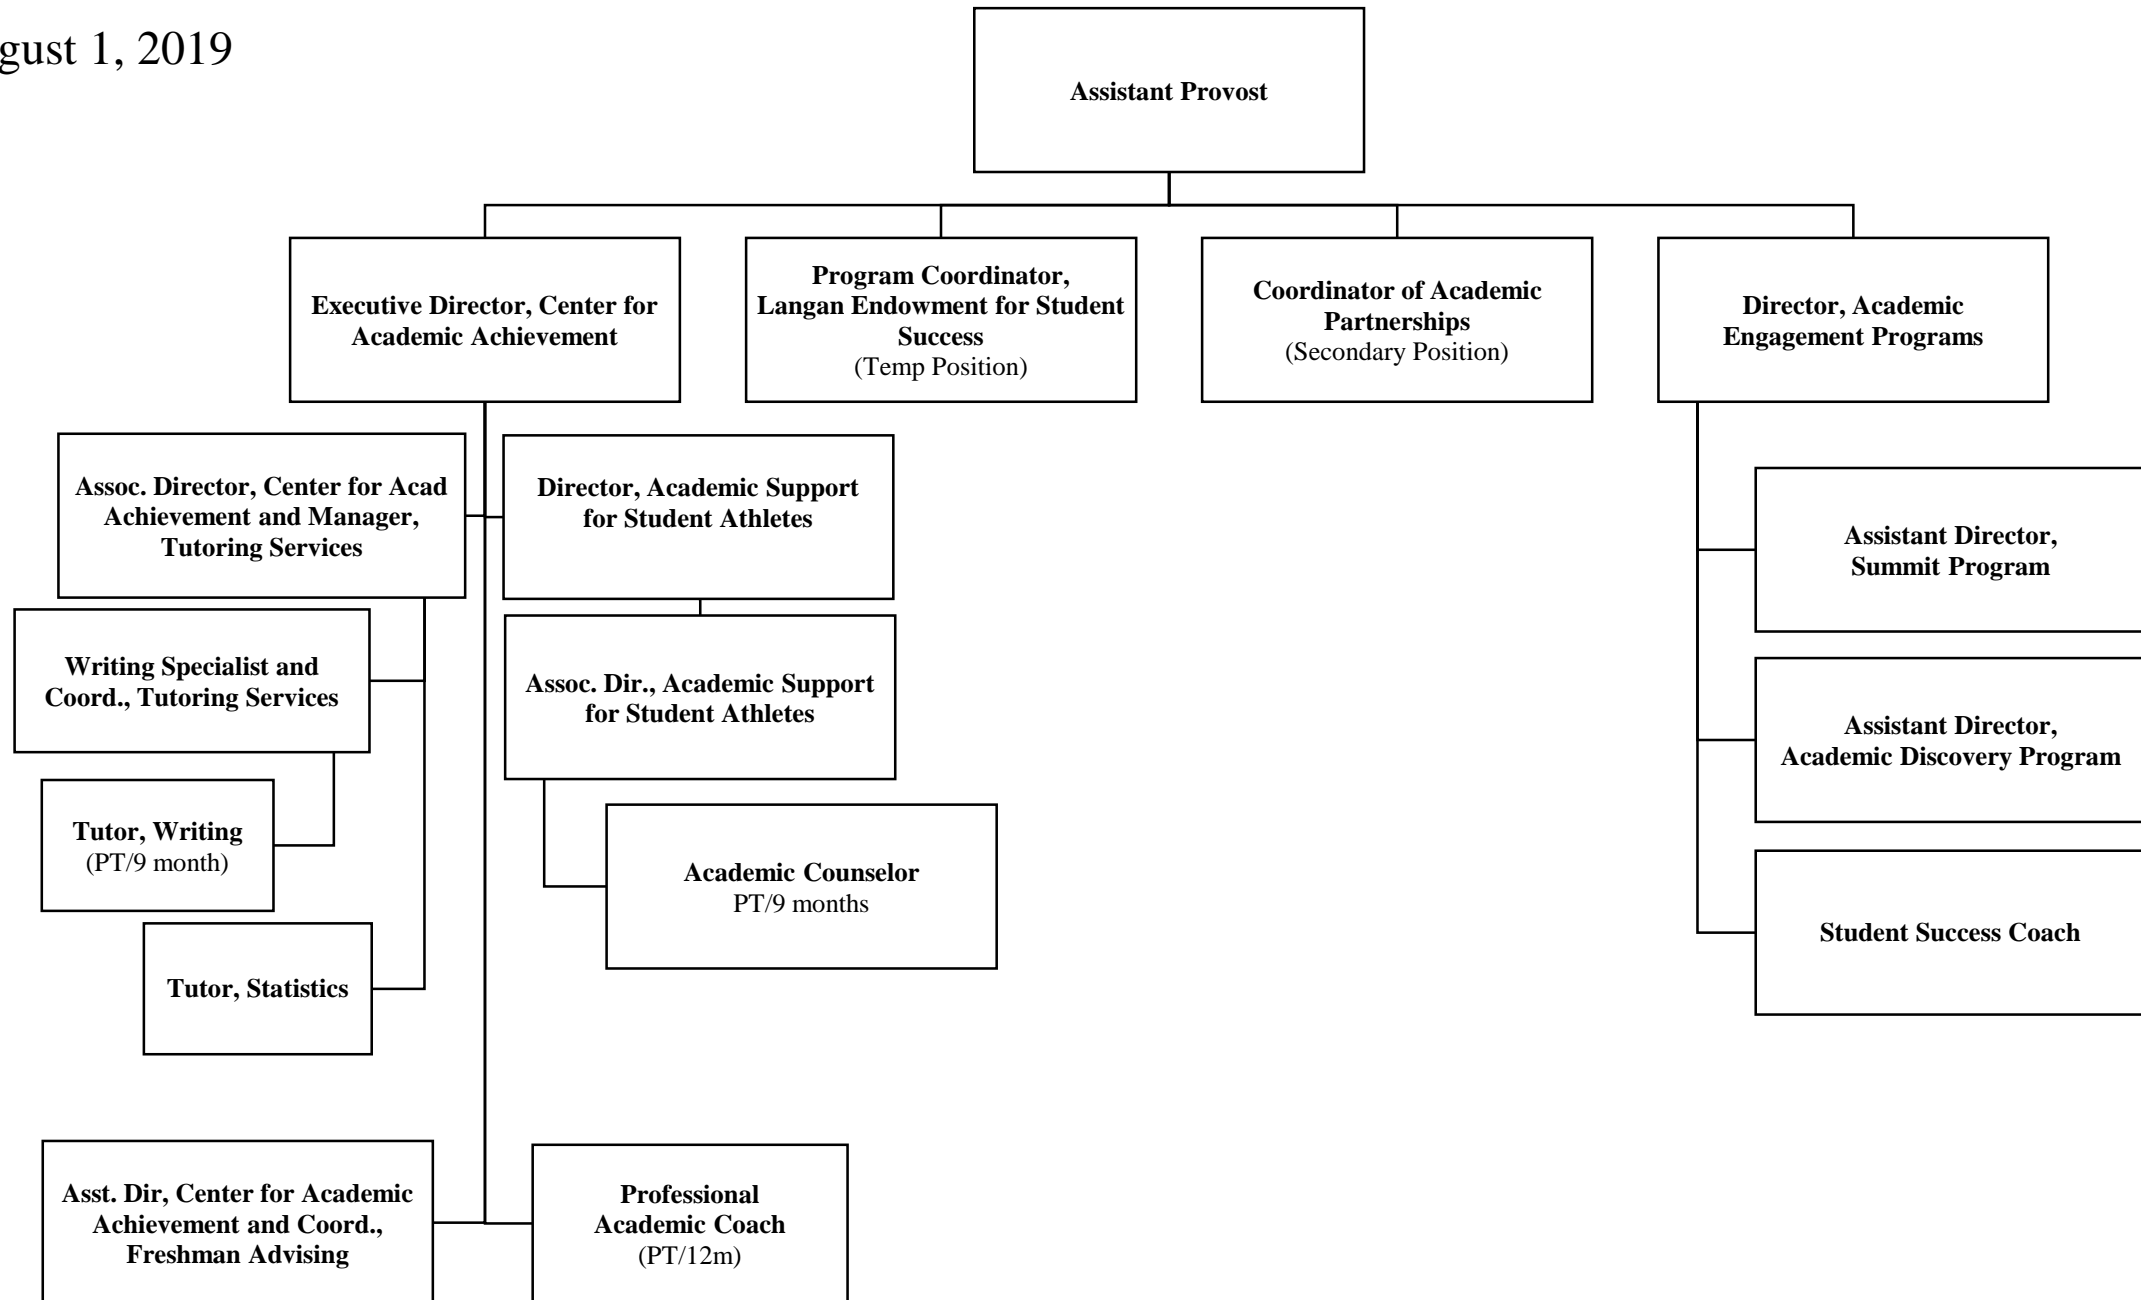 gust 1, 2019
Assistant Provost
Executive Director, Center for
Academic Achievement
Program Coordinator,
Langan Endowment for Student
Success
(Temp Position)
Coordinator of Academic
Partnerships
(Secondary Position)
Director, Academic
Engagement Programs
Assoc. Director, Center for Acad
Achievement and Manager,
Tutoring Services
Director, Academic Support
for Student Athletes
Assistant Director,
Summit Program
Writing Specialist and
Coord., Tutoring Services
Assoc. Dir., Academic Support
for Student Athletes
Assistant Director,
Academic Discovery Program
Tutor, Writing
(PT/9 month)
Academic Counselor
PT/9 months
Student Success Coach
Tutor, Statistics
Asst. Dir, Center for Academic
Achievement and Coord.,
Freshman Advising
Professional
Academic Coach
(PT/12m)